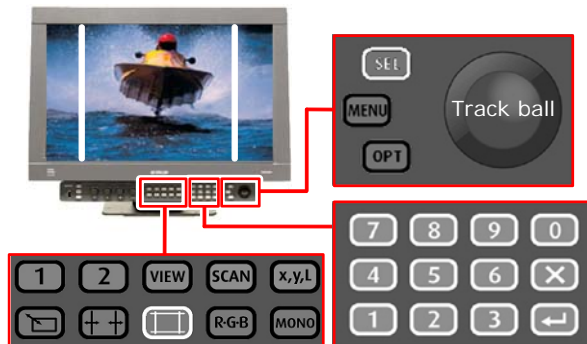 SEL
MENU
Track ball
OPT
7 8 9 0
4 5 6
1 2 3
1 2 VIEW SCAN x,y,L
R·G·B MONO